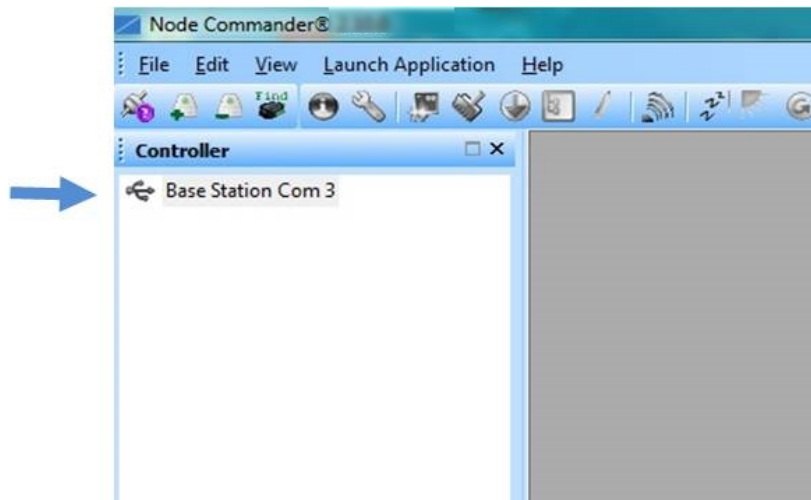 Node Commander®
File Edit View Launch Application Help
Find
Controller
Base Station Com 3